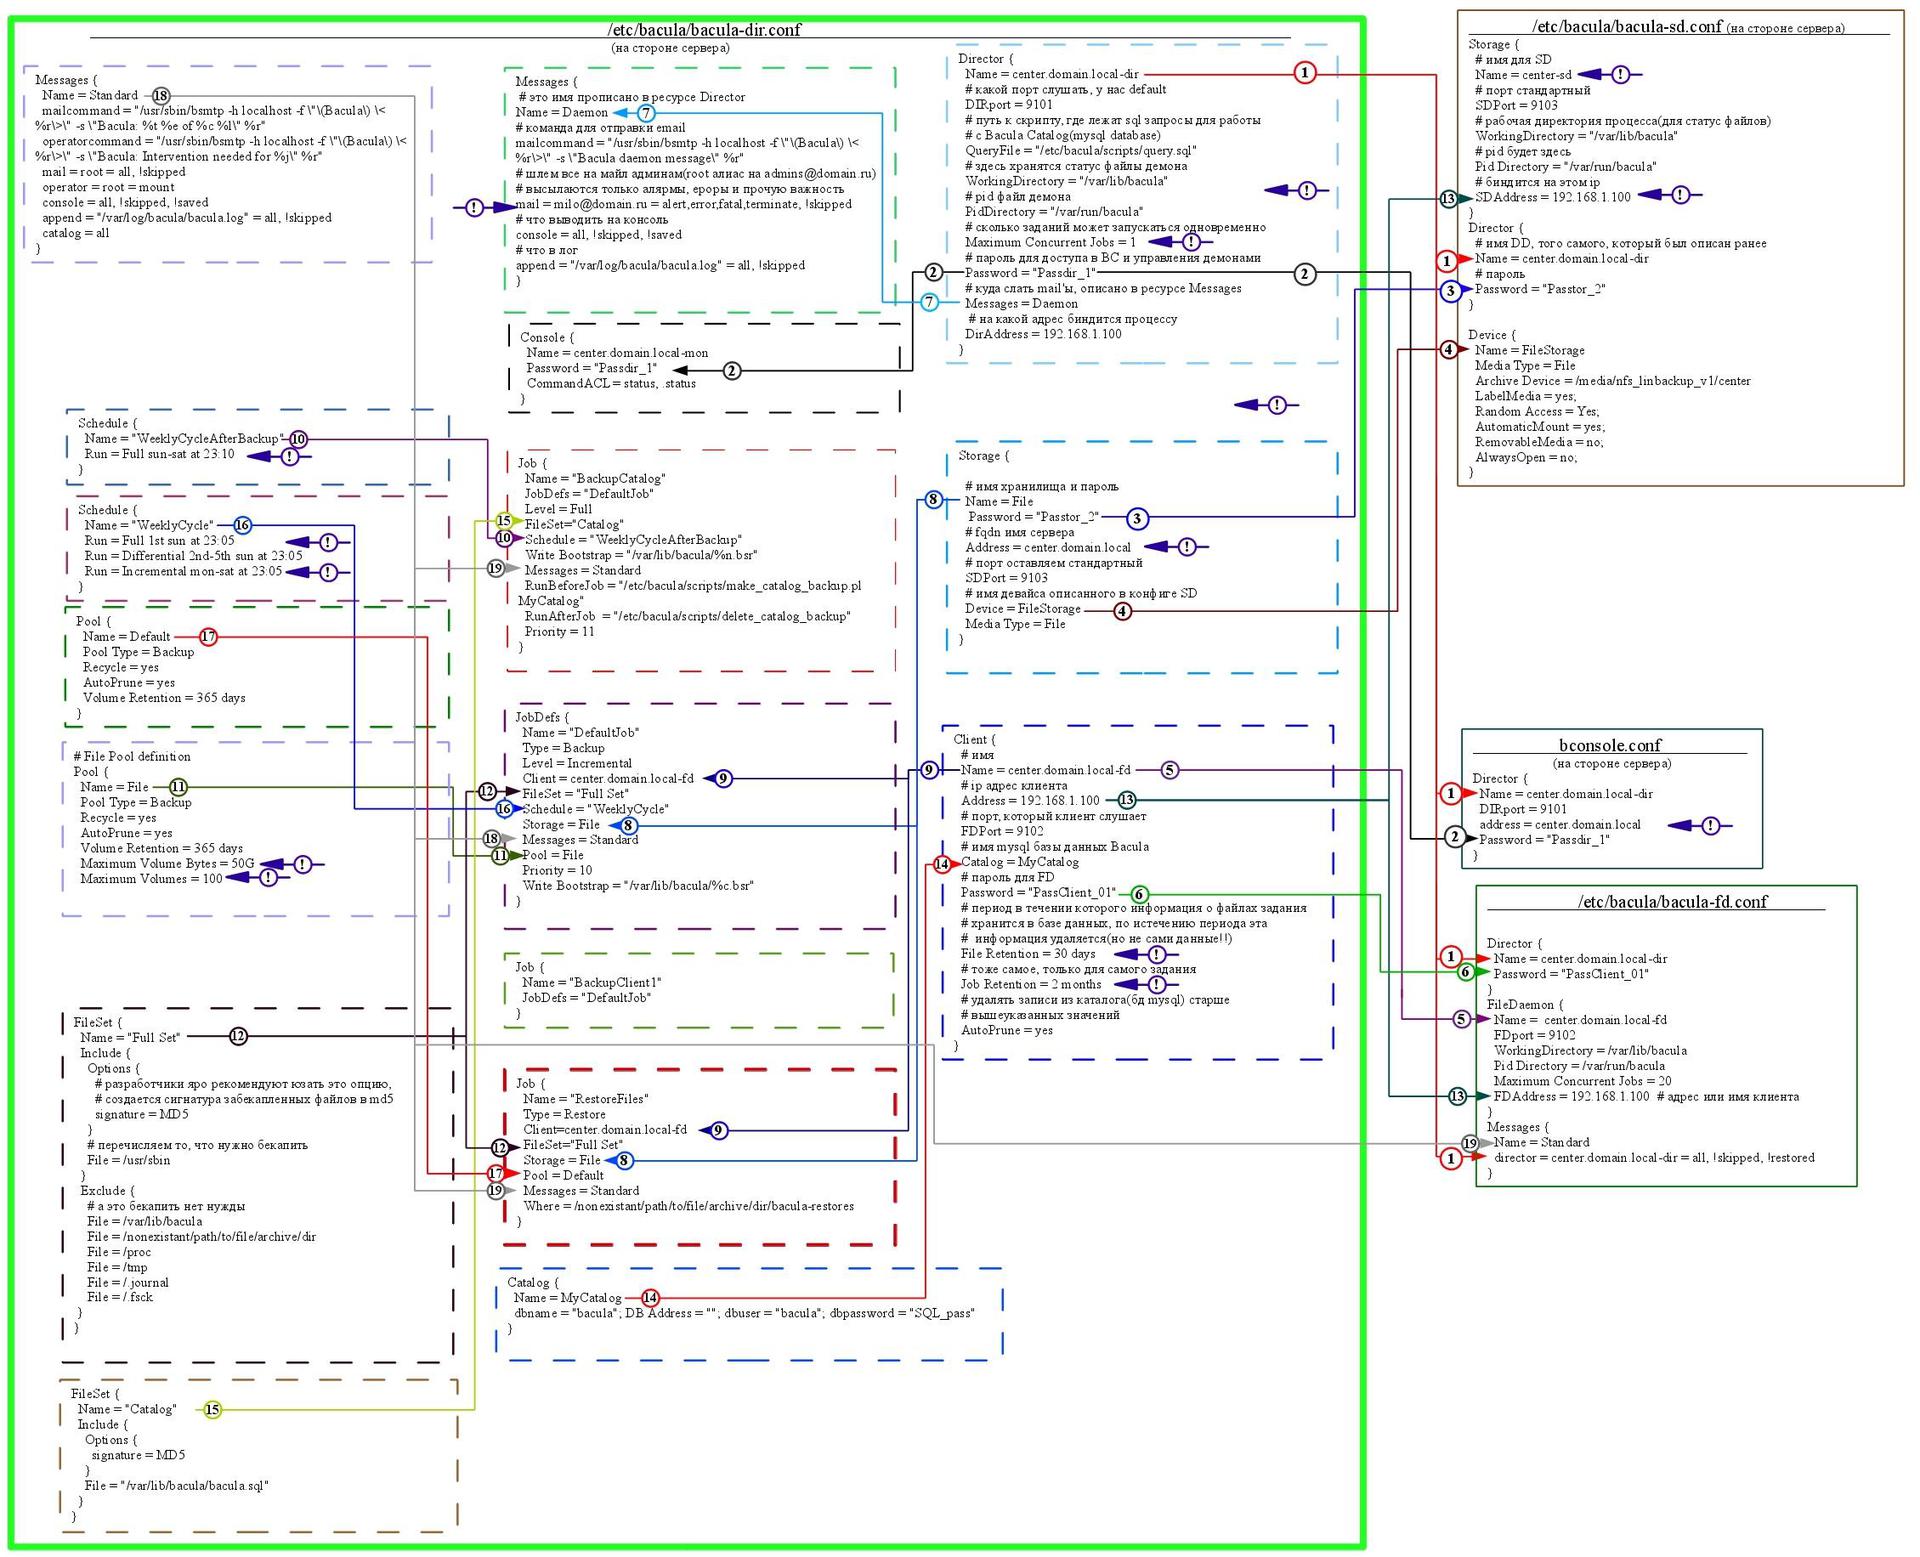 /etc/bacula/bacula-dir.conf
(на стороне сервера)
Messages {
Name = Standard 18
mailcommand = "/usr/sbin/bsmtp -h localhost -f \"\(Bacula\) \<
%r\>\" -s \"Bacula: %t %e of %c %l\" %r"
operatorcommand = "/usr/sbin/bsmtp -h localhost -f \"\(Bacula\) \<
%r\>\" -s \"Bacula: Intervention needed for %j\" %r"
mail = root = all, !skipped
operator = root = mount
console = all, !skipped, !saved
append = "/var/log/bacula/bacula.log" = all, !skipped
catalog = all
}
Schedule {
Name = "WeeklyCycleAfterBackup" 10
Run = Full sun-sat at 23:10 !
}
Schedule {
Name = "WeeklyCycle" 16
Run = Full 1st sun at 23:05 !
Run = Differential 2nd-5th sun at 23:05
Run = Incremental mon-sat at 23:05 !
}
Pool {
Name = Default 17
Pool Type = Backup
Recycle = yes
AutoPrune = yes
Volume Retention = 365 days
}
# File Pool definition
Pool {
Name = File 11
Pool Type = Backup
Recycle = yes
AutoPrune = yes
Volume Retention = 365 days
Maximum Volume Bytes = 50G !
Maximum Volumes = 100 !
}
FileSet {
Name = "Full Set" 12
Include {
Options {
# разработчики яро рекомендуют юзать это опцию,
# создается сигнатура забекапленных файлов в md5
signature = MD5
}
# перечисляем то, что нужно бекапить
File = /usr/sbin
}
Exclude {
# а это бекапить нет нужды
File = /var/lib/bacula
File = /nonexistant/path/to/file/archive/dir
File = /proc
File = /tmp
File = /.journal
File = /.fsck
}
}
FileSet {
Name = "Catalog" 15
Include {
Options {
signature = MD5
}
File = "/var/lib/bacula/bacula.sql"
}
}
Messages {
# это имя прописано в ресурсе Director
Name = Daemon 7
# команда для отправки email
mailcommand = "/usr/sbin/bsmtp -h localhost -f \"\(Bacula\) \<
%r\>\" -s \"Bacula daemon message\" %r"
# шлем все на майл админам(root алиас на admins@domain.ru)
# высылаются только алярмы, ероры и прочую важность
! mail = milo@domain.ru = alert,error,fatal,terminate, !skipped
# что выводить на консоль
console = all, !skipped, !saved
# что в лог
append = "/var/log/bacula/bacula.log" = all, !skipped
}
Console {
Name = center.domain.local-mon
Password = "Passdir_1" 2
CommandACL = status, .status
}
Job {
Name = "BackupCatalog"
JobDefs = "DefaultJob"
Level = Full
15 FileSet="Catalog"
10 Schedule = "WeeklyCycleAfterBackup"
Write Bootstrap = "/var/lib/bacula/%n.bsr"
19 Messages = Standard
RunBeforeJob = "/etc/bacula/scripts/make_catalog_backup.pl
MyCatalog"
RunAfterJob = "/etc/bacula/scripts/delete_catalog_backup"
Priority = 11
}
JobDefs {
Name = "DefaultJob"
Type = Backup
Level = Incremental
Client = center.domain.local-fd 9
12 FileSet = "Full Set"
16 Schedule = "WeeklyCycle"
Storage = File 8
18 Messages = Standard
11 Pool = File
Priority = 10
Write Bootstrap = "/var/lib/bacula/%c.bsr"
}
Job {
Name = "BackupClient1"
JobDefs = "DefaultJob"
}
Job {
Name = "RestoreFiles"
Type = Restore
Client=center.domain.local-fd 9
12 FileSet="Full Set"
Storage = File 8
17 Pool = Default
19 Messages = Standard
Where = /nonexistant/path/to/file/archive/dir/bacula-restores
}
Catalog {
Name = MyCatalog 14
dbname = "bacula"; DB Address = ""; dbuser = "bacula"; dbpassword = "SQL_pass"
}
Director {
Name = center.domain.local-dir 1
# какой порт слушать, у нас default
DIRport = 9101
# путь к скрипту, где лежат sql запросы для работы
# с Bacula Catalog(mysql database)
QueryFile = "/etc/bacula/scripts/query.sql"
# здесь хранятся статус файлы демона
WorkingDirectory = "/var/lib/bacula" !
# pid файл демона
PidDirectory = "/var/run/bacula"
# сколько заданий может запускаться одновременно
Maximum Concurrent Jobs = 1 !
# пароль для доступа в BC и управления демонами
2 Password = "Passdir_1" 2
# куда слать mail'ы, описано в ресурсе Messages
7 Messages = Daemon
# на какой адрес биндится процессу
DirAddress = 192.168.1.100
}
!
Storage {
# имя хранилища и пароль
8 Name = File
Password = "Passtor_2" 3
# fqdn имя сервера
Address = center.domain.local !
# порт оставляем стандартный
SDPort = 9103
# имя девайса описанного в конфиге SD
Device = FileStorage 4
Media Type = File
}
Client {
# имя
9 Name = center.domain.local-fd 5
# ip адрес клиента
Address = 192.168.1.100 13
# порт, который клиент слушает
FDPort = 9102
# имя mysql базы данных Bacula
14 Catalog = MyCatalog
# пароль для FD
Password = "PassClient_01" 6
# период в течении которого информация о файлах задания
# хранится в базе данных, по истечению периода эта
# информация удаляется(но не сами данные!!)
File Retention = 30 days !
# тоже самое, только для самого задания
Job Retention = 2 months !
# удалять записи из каталога(бд mysql) старше
# вышеуказанных значений
AutoPrune = yes
}
/etc/bacula/bacula-sd.conf (на стороне сервера)
Storage {
# имя для SD
Name = center-sd !
# порт стандартный
SDPort = 9103
# рабочая директория процесса(для статус файлов)
WorkingDirectory = "/var/lib/bacula"
# pid будет здесь
Pid Directory = "/var/run/bacula"
# биндится на этом ip
13 SDAddress = 192.168.1.100 !
}
Director {
# имя DD, того самого, который был описан ранее
1 Name = center.domain.local-dir
# пароль
3 Password = "Passtor_2"
}
Device {
4 Name = FileStorage
Media Type = File
Archive Device = /media/nfs_linbackup_v1/center
LabelMedia = yes;
Random Access = Yes;
AutomaticMount = yes;
RemovableMedia = no;
AlwaysOpen = no;
}
bconsole.conf
(на стороне сервера)
Director {
1 Name = center.domain.local-dir
DIRport = 9101
address = center.domain.local !
2 Password = "Passdir_1"
}
/etc/bacula/bacula-fd.conf
Director {
1 Name = center.domain.local-dir
6 Password = "PassClient_01"
}
FileDaemon {
5 Name = center.domain.local-fd
FDport = 9102
WorkingDirectory = /var/lib/bacula
Pid Directory = /var/run/bacula
Maximum Concurrent Jobs = 20
13 FDAddress = 192.168.1.100 # адрес или имя клиента
}
Messages {
19 Name = Standard
1 director = center.domain.local-dir = all, !skipped, !restored
}